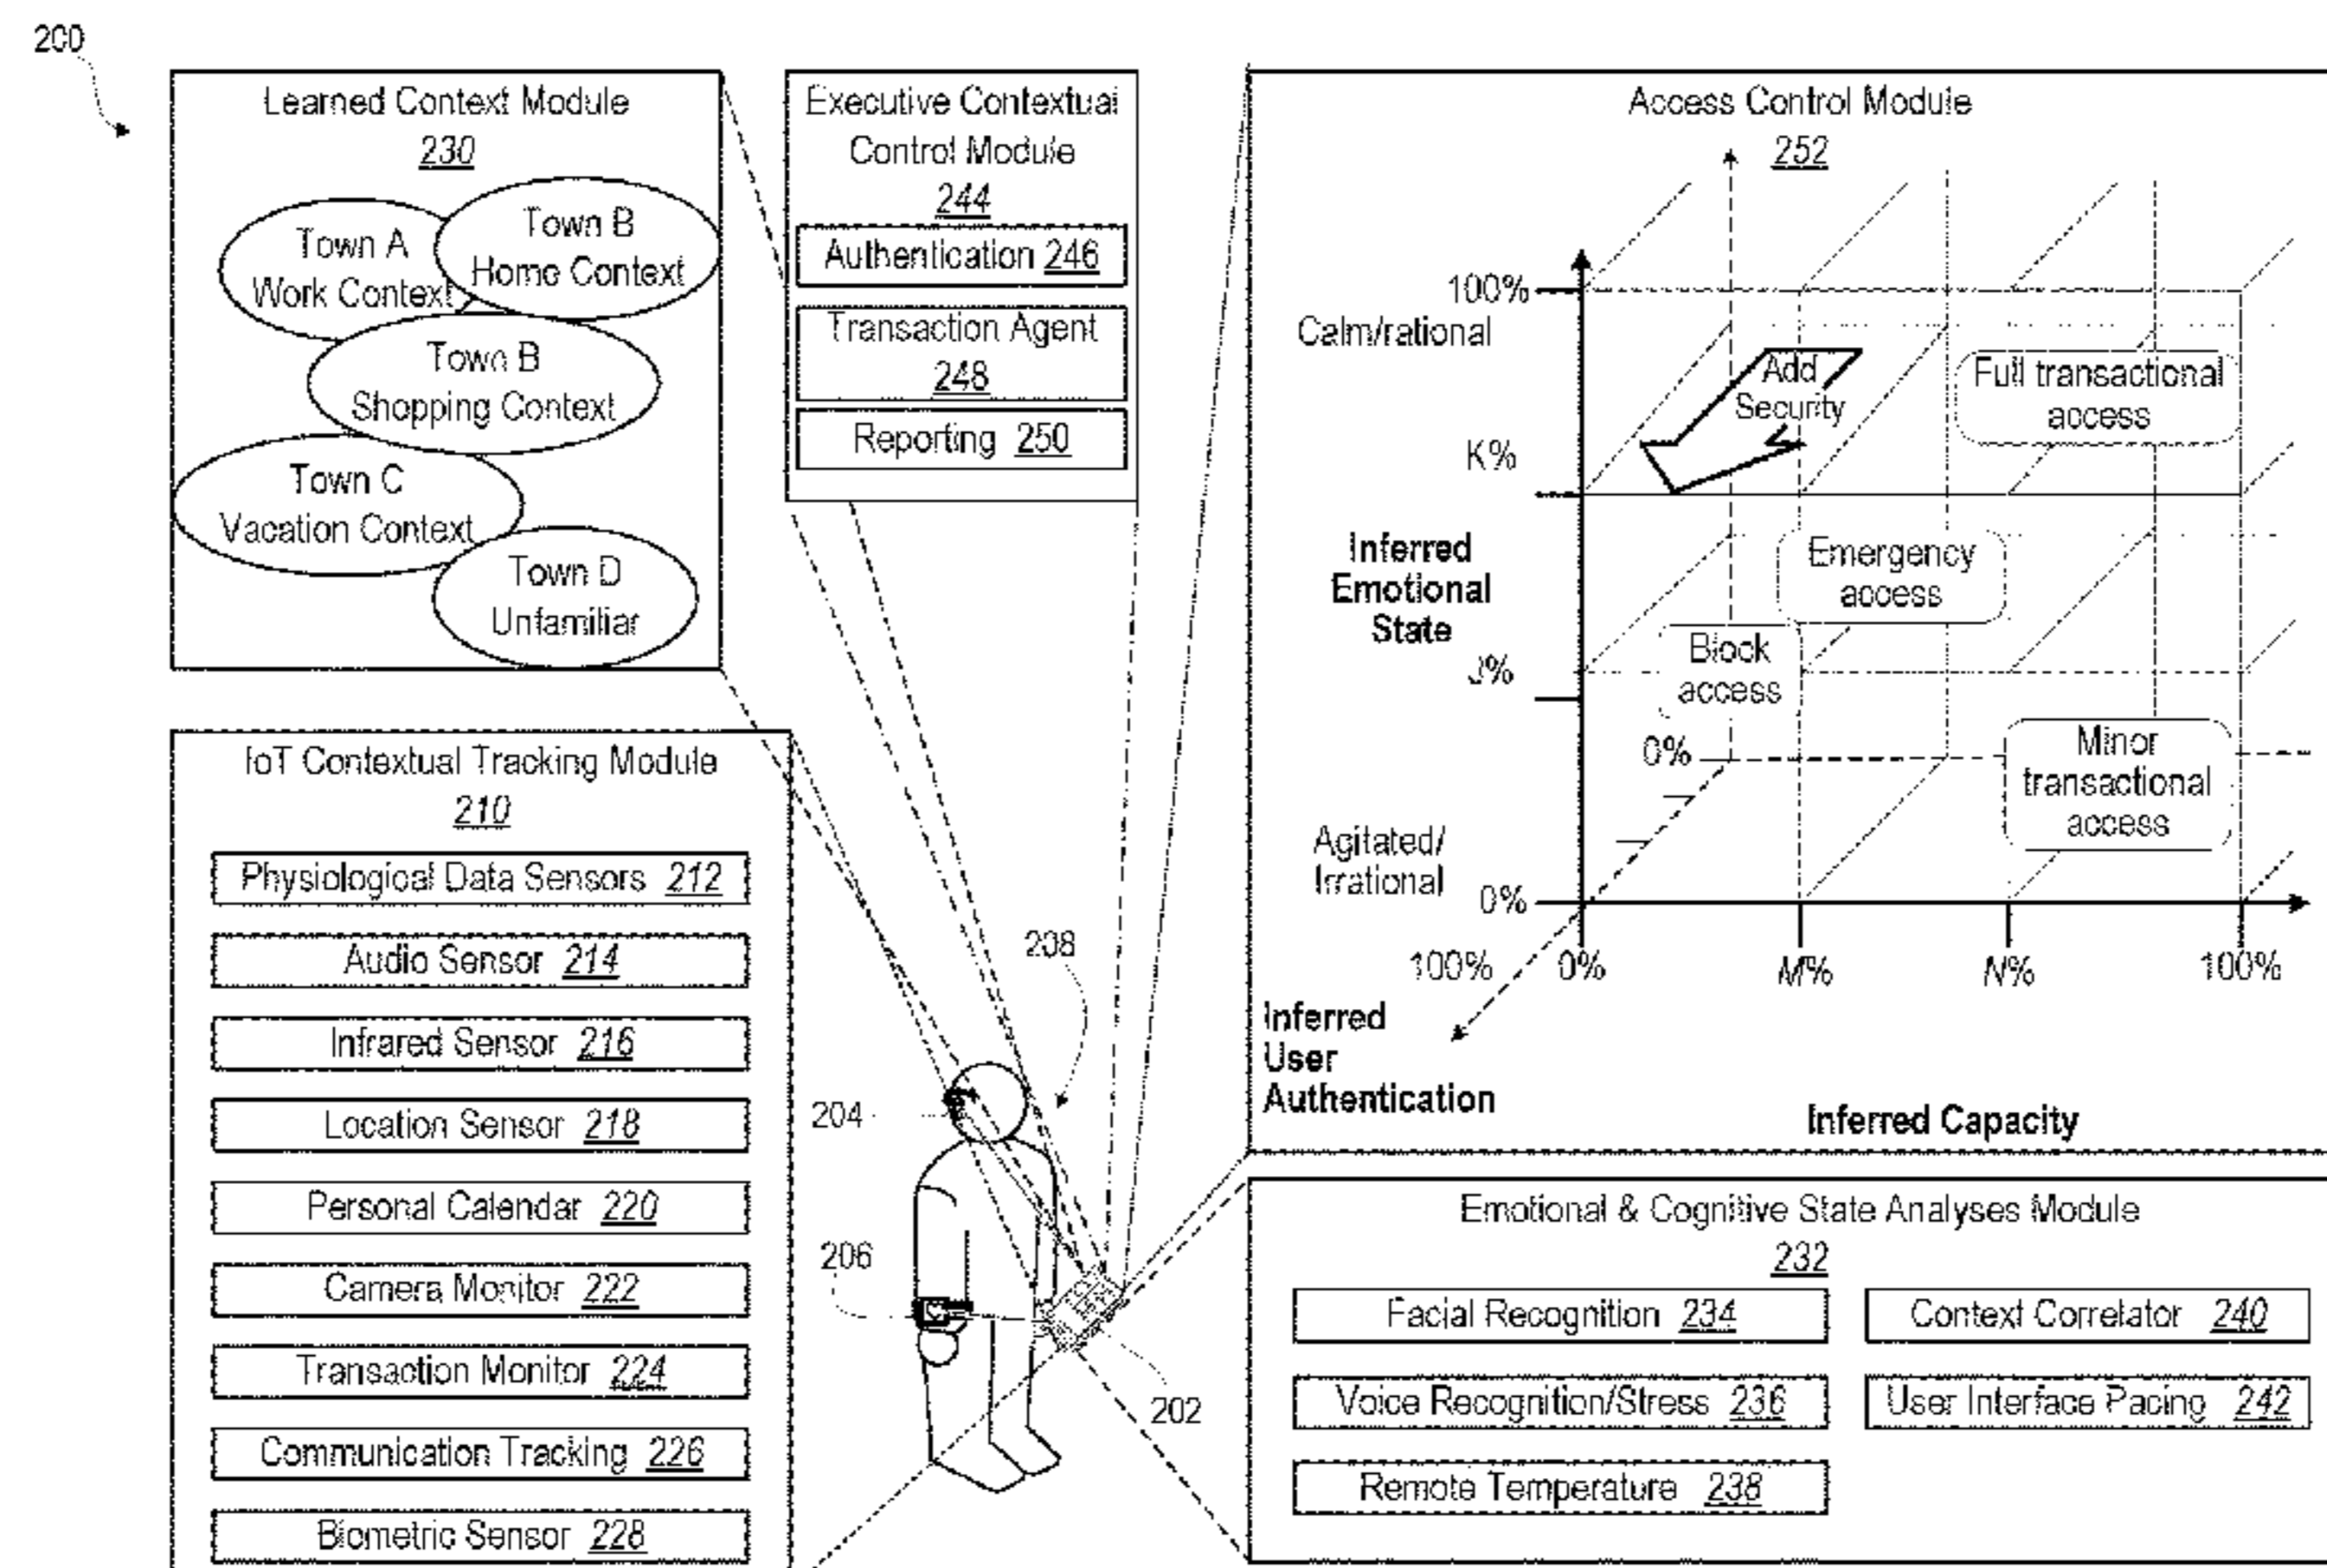 200
Learned Context Module
230
Town A
Work Context
Town B
Home Context
Town B
Shopping Context
Town C
Vacation Context
Town D
Unfamiliar
Executive Contextual
Control Module
244
Authentication 246
Transaction Agent
248
Reporting 250
Access Control Module
252
100%
Calm/rational
Add
Security
Full transactional
access
K%
Inferred
Emotional
State
Emergency
access
Block
access
J%
0%
Minor
transactional
access
Agitated/
Irrational
0%
100%
0%
M%
N%
100%
Inferred
User
Authentication
Inferred Capacity
IoT Contextual Tracking Module
210
Physiological Data Sensors 212
Audio Sensor 214
Infrared Sensor 216
Location Sensor 218
Personal Calendar 220
Camera Monitor 222
Transaction Monitor 224
Communication Tracking 226
Biometric Sensor 228
208
204
206
202
Emotional & Cognitive State Analyses Module
232
Facial Recognition 234
Context Correlator 240
Voice Recognition/Stress 236
User Interface Pacing 242
Remote Temperature 238